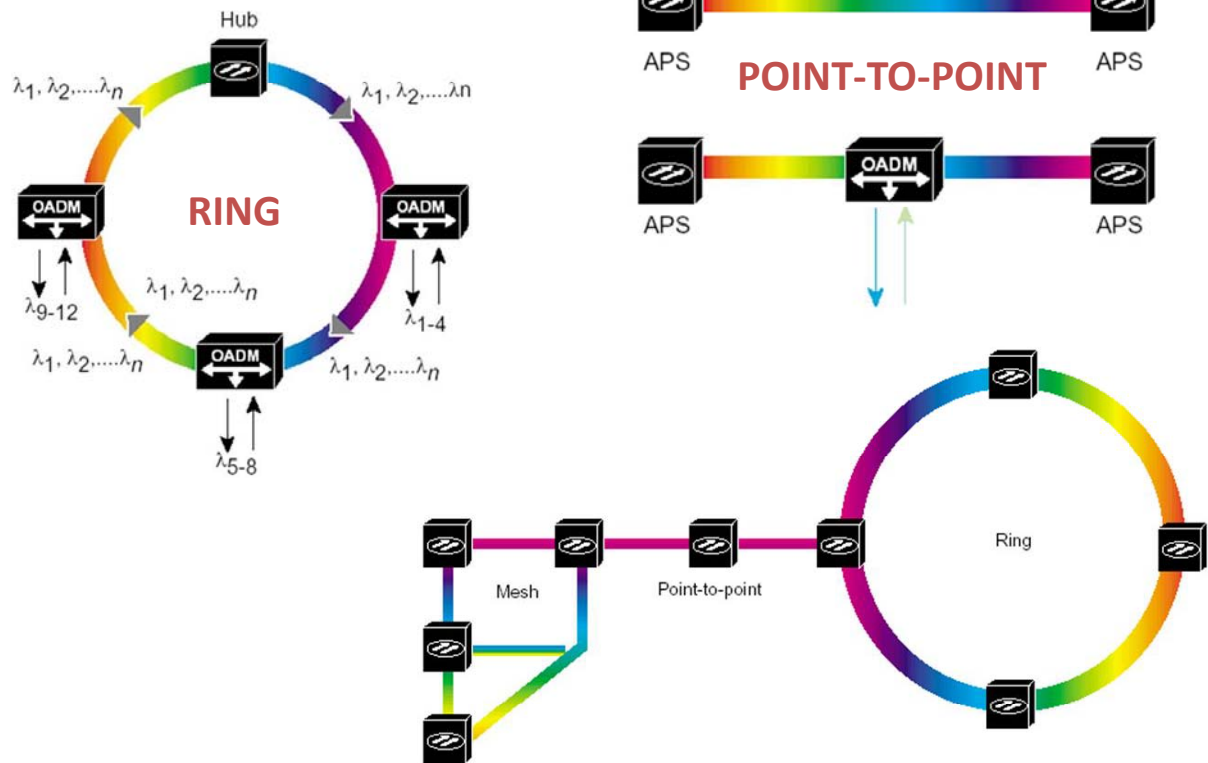 Hub
λ1, λ2,....λn
λ1, λ2,....λn
OADM
RING
OADM
λ9-12
λ1, λ2,....λn
λ1-4
λ1, λ2,....λn
OADM
λ1, λ2,....λn
λ5-8
APS
POINT-TO-POINT
APS
OADM
APS
APS
Mesh
Point-to-point
Ring